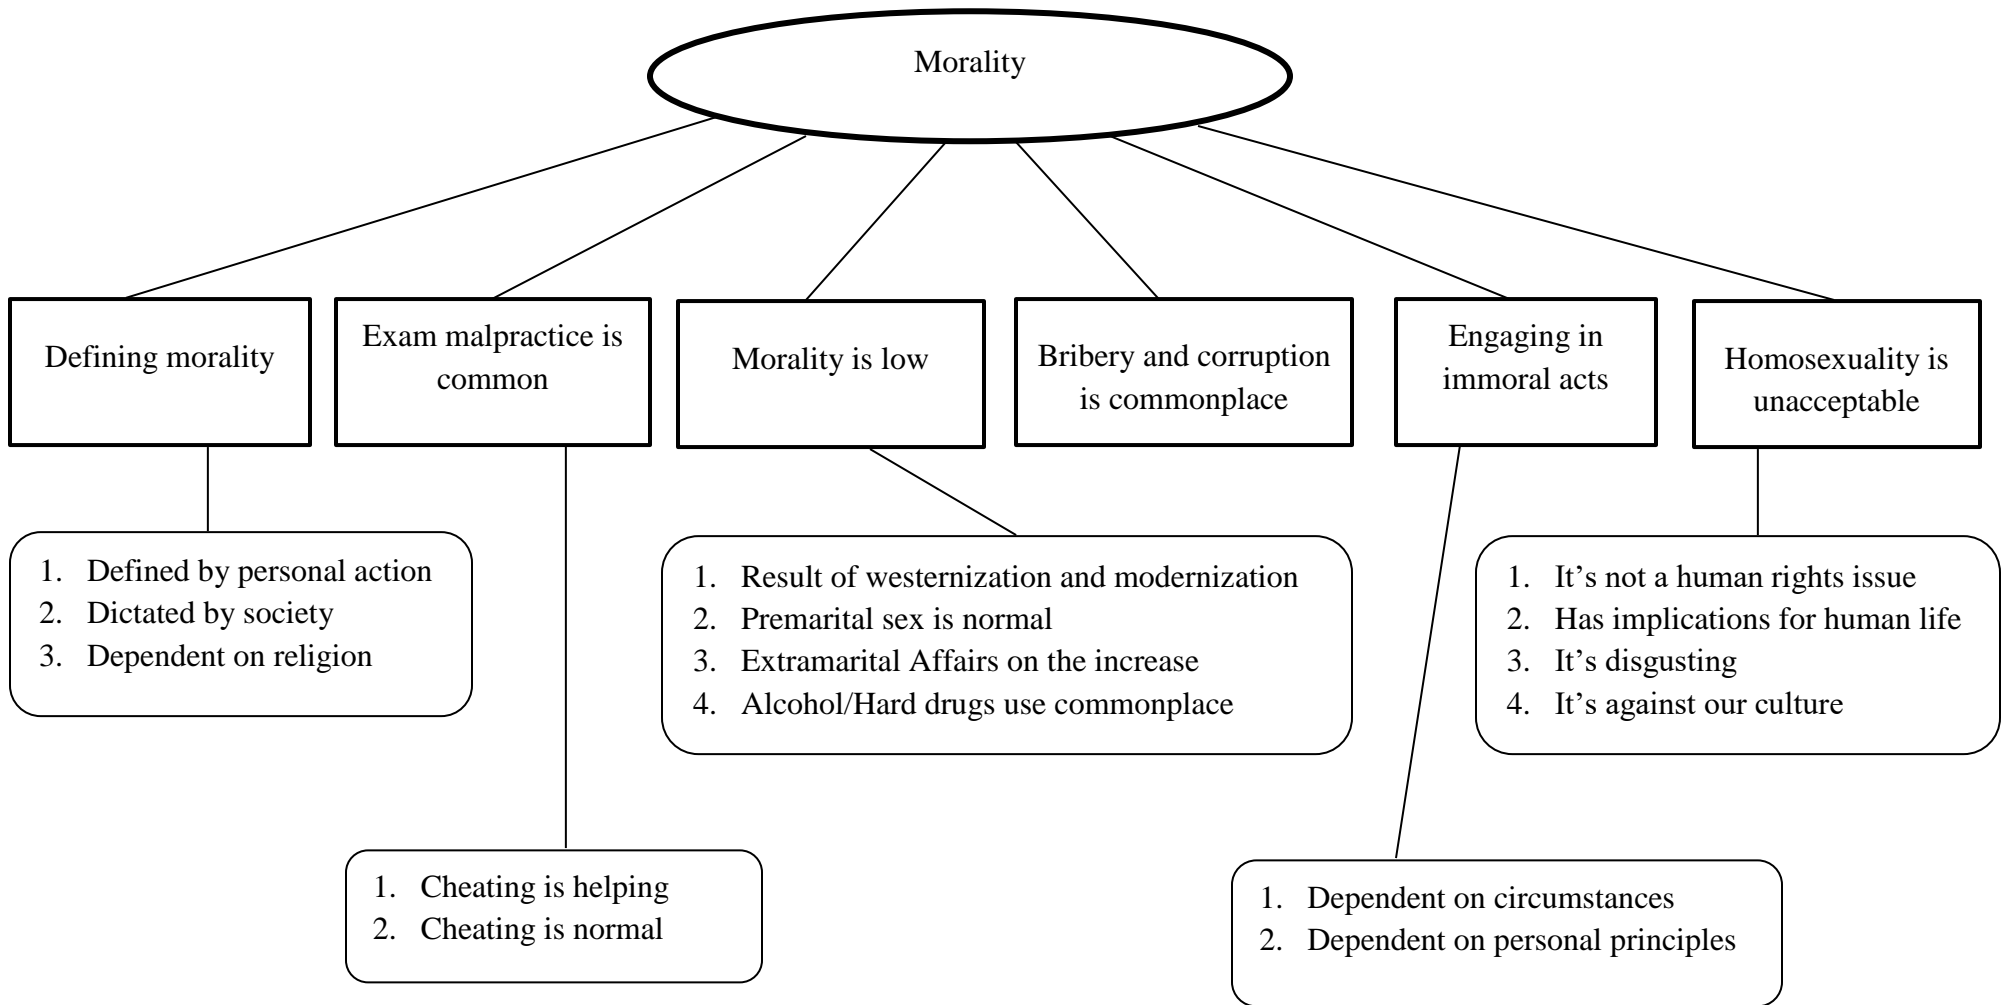 Morality
Defining morality
Exam malpractice is
common
Morality is low
Bribery and corruption
is commonplace
Engaging in
immoral acts
Homosexuality is
unacceptable
1. Defined by personal action
2. Dictated by society
3. Dependent on religion
1. Result of westernization and modernization
2. Premarital sex is normal
3. Extramarital Affairs on the increase
4. Alcohol/Hard drugs use commonplace
1. It’s not a human rights issue
2. Has implications for human life
3. It’s disgusting
4. It’s against our culture
1. Cheating is helping
2. Cheating is normal
1. Dependent on circumstances
2. Dependent on personal principles